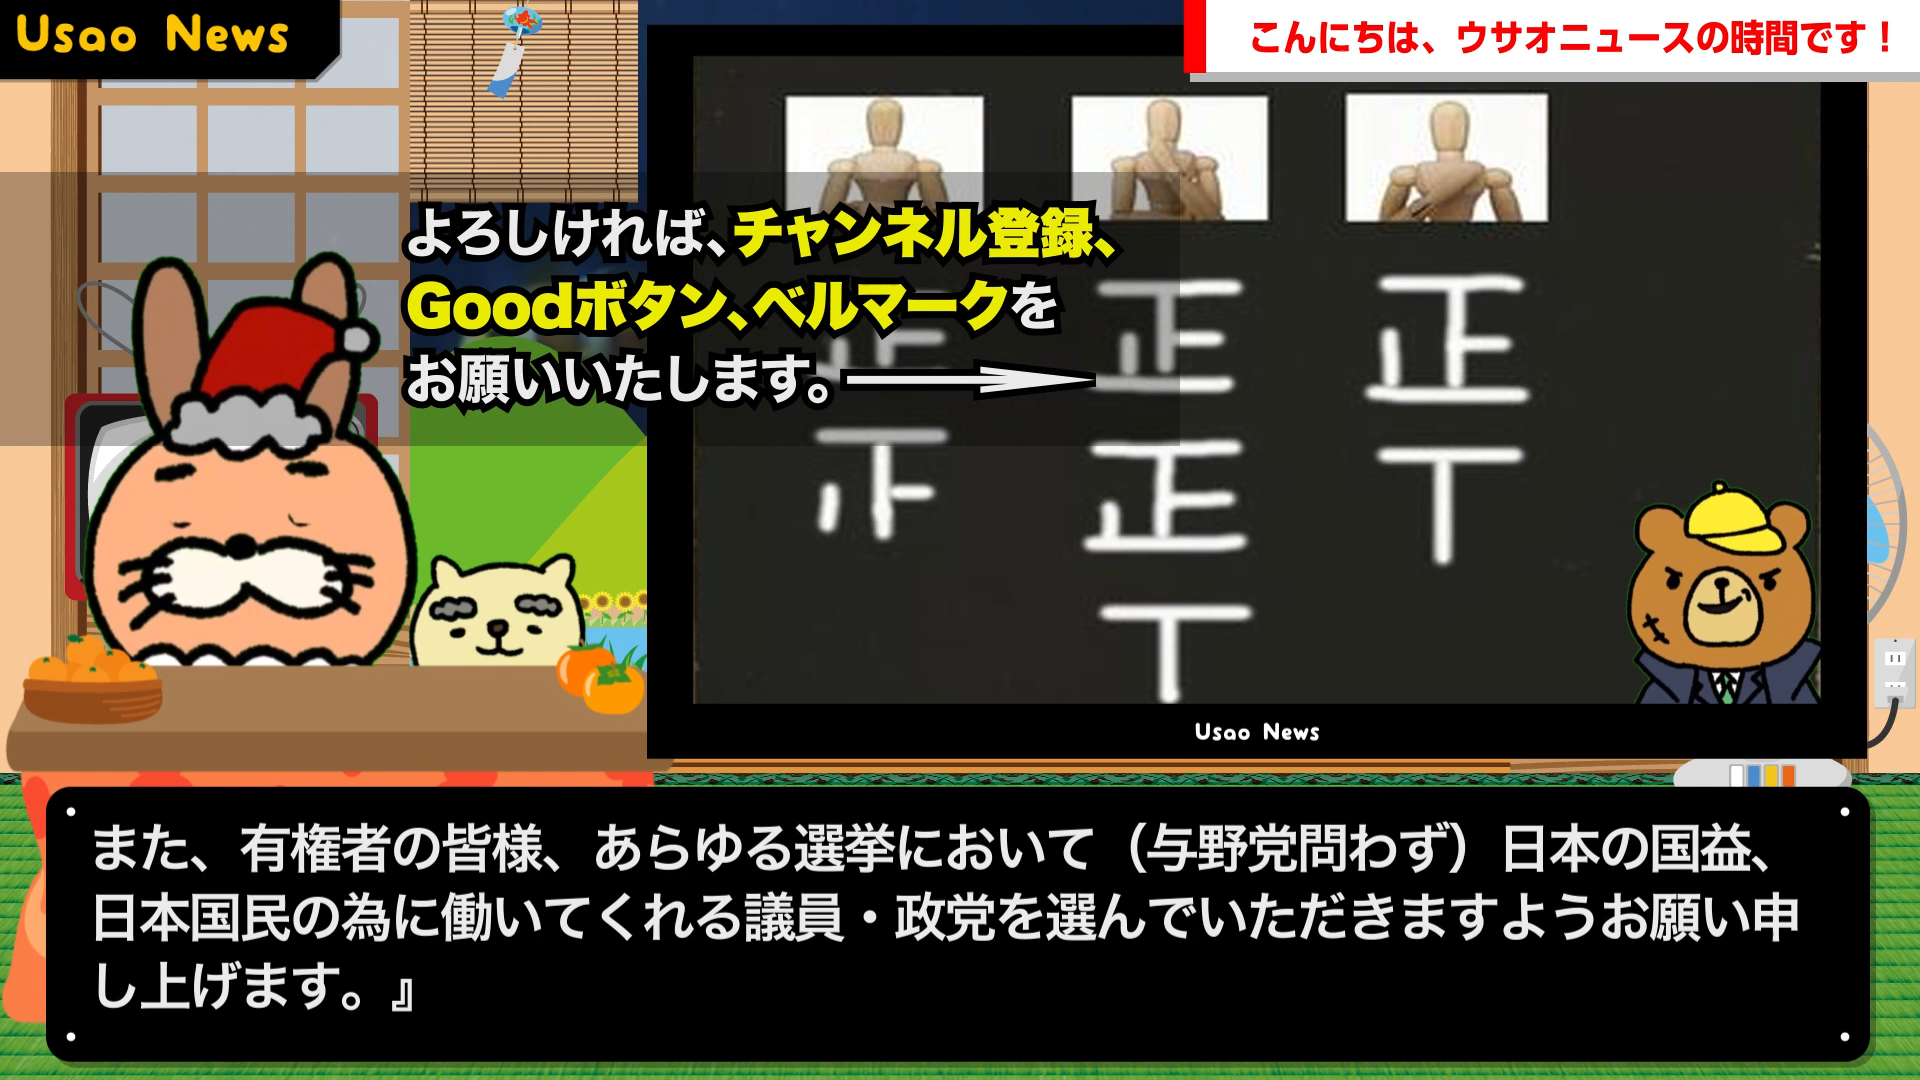 Usao News
こんにちは、ウサオニュースの時間です！
よろしければ、チャンネル登録、
Goodボタン、ベルマークを
お願いいたします。
正 正 正
正
Usao News
また、有権者の皆様、あらゆる選挙において（与野党問わず）日本の国益、
日本国民の為に働いてくれる議員・政党を選んでいただきますようお願い申
し上げます。』